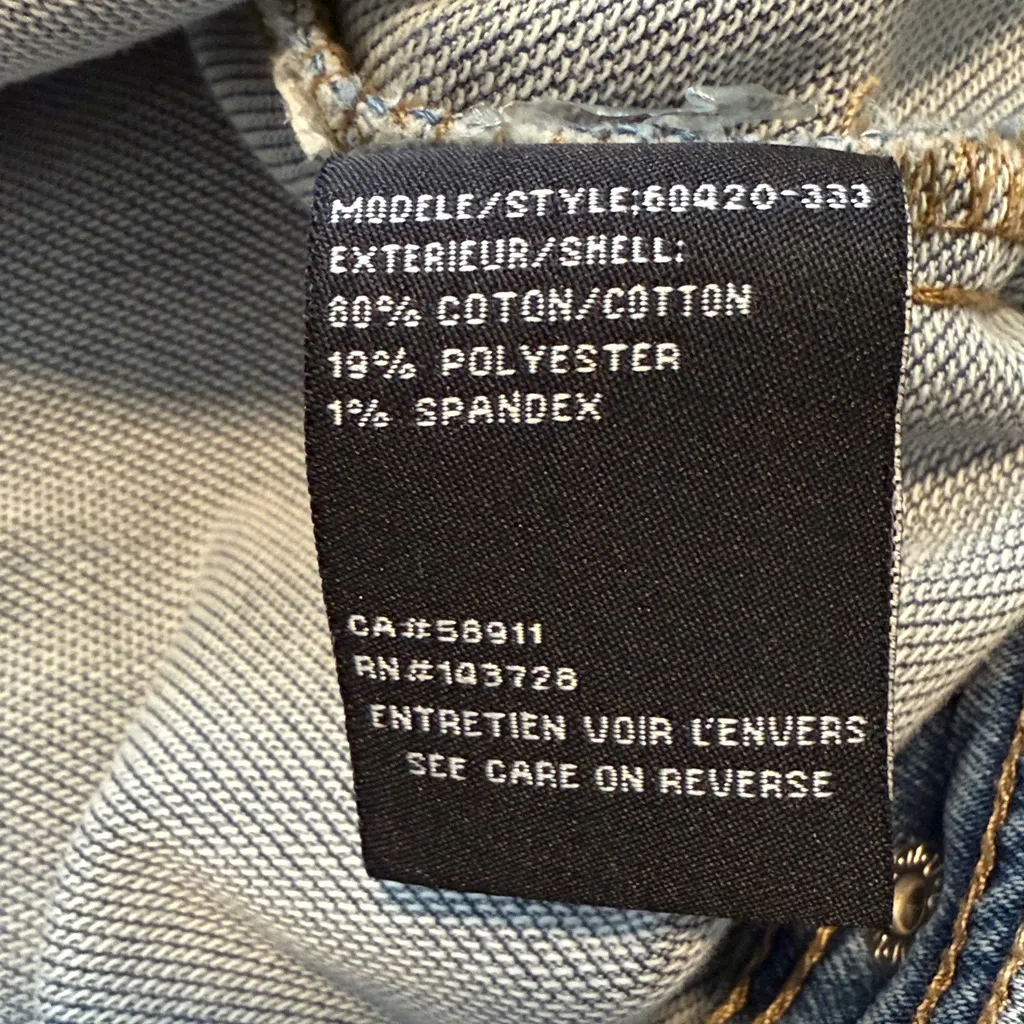 MODELE/STYLE:60420-333
EXTERIEUR/SHELL:
80% COTON/COTTON
19% POLYESTER
1% SPANDEX
CA#58911
RN#103728
ENTRETIEN VOIR L'ENVERS
SEE CARE ON REVERSE